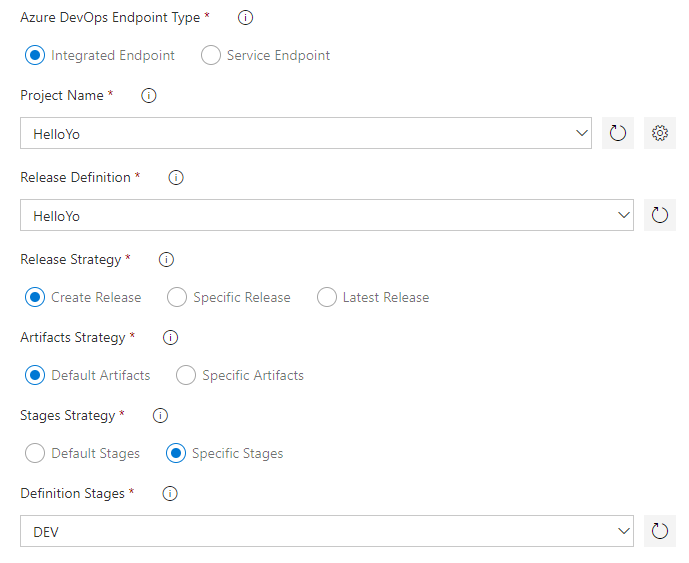 Azure DevOps Endpoint Type *
Integrated Endpoint Service Endpoint
Project Name *
HelloYo
Release Definition *
HelloYo
Release Strategy *
Create Release Specific Release Latest Release
Artifacts Strategy *
Default Artifacts Specific Artifacts
Stages Strategy *
Default Stages Specific Stages
Definition Stages *
DEV